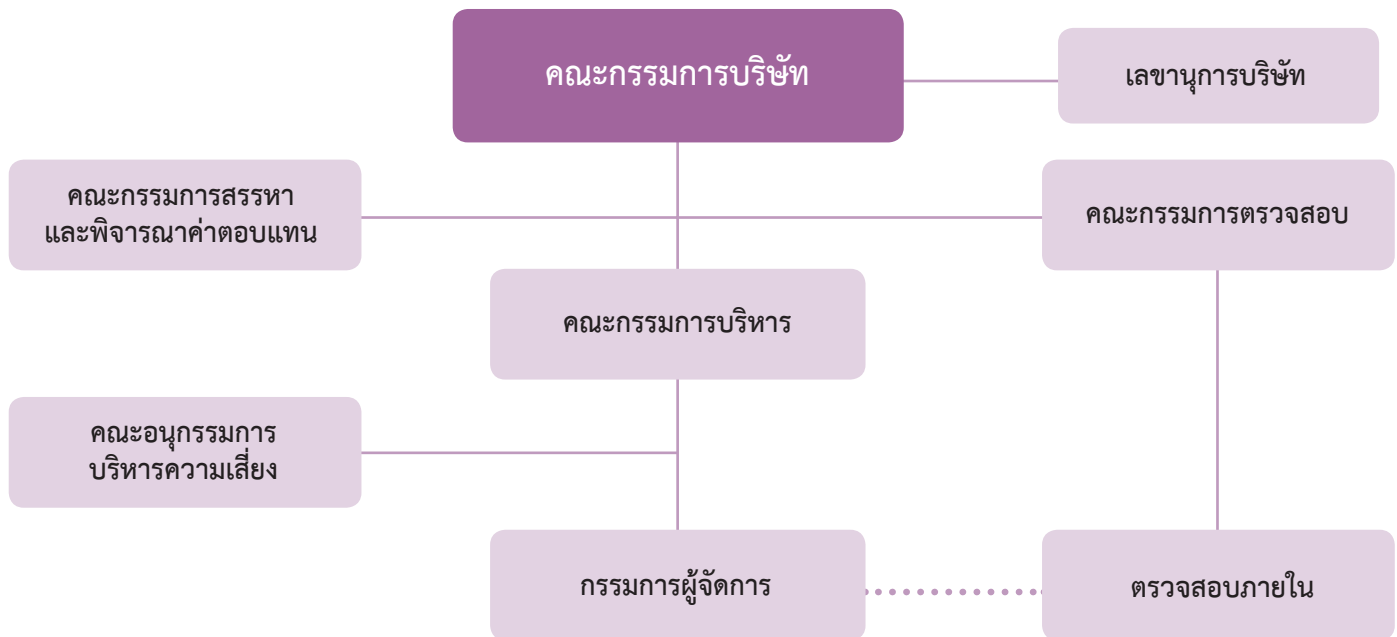 คณะกรรมการบริษัท
เลขานุการบริษัท
คณะกรรมการสรรหา
และพิจารณาค่าตอบแทน
คณะกรรมการตรวจสอบ
คณะกรรมการบริหาร
คณะอนุกรรมการ
บริหารความเสี่ยง
กรรมการผู้จัดการ
ตรวจสอบภายใน